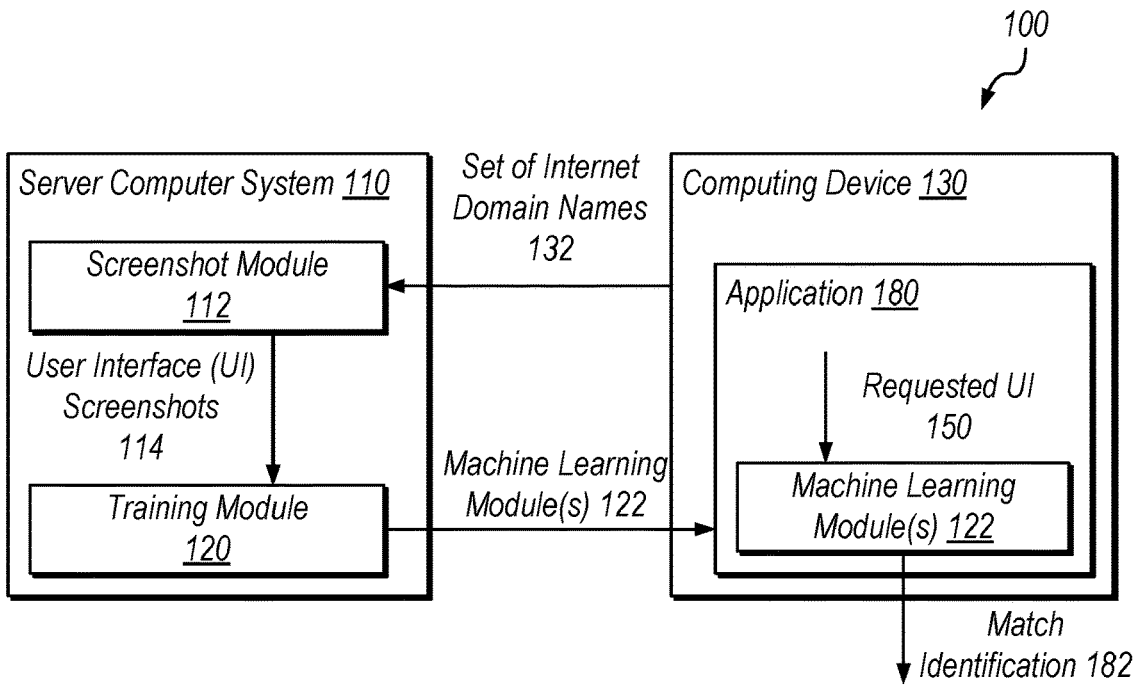 100
Server Computer System 110
Screenshot Module
112
User Interface (UI)
Screenshots
114
Training Module
120
Set of Internet
Domain Names
132
Machine Learning
Module(s) 122
Computing Device 130
Application 180
Requested UI
150
Machine Learning
Module(s) 122
Match
Identification 182